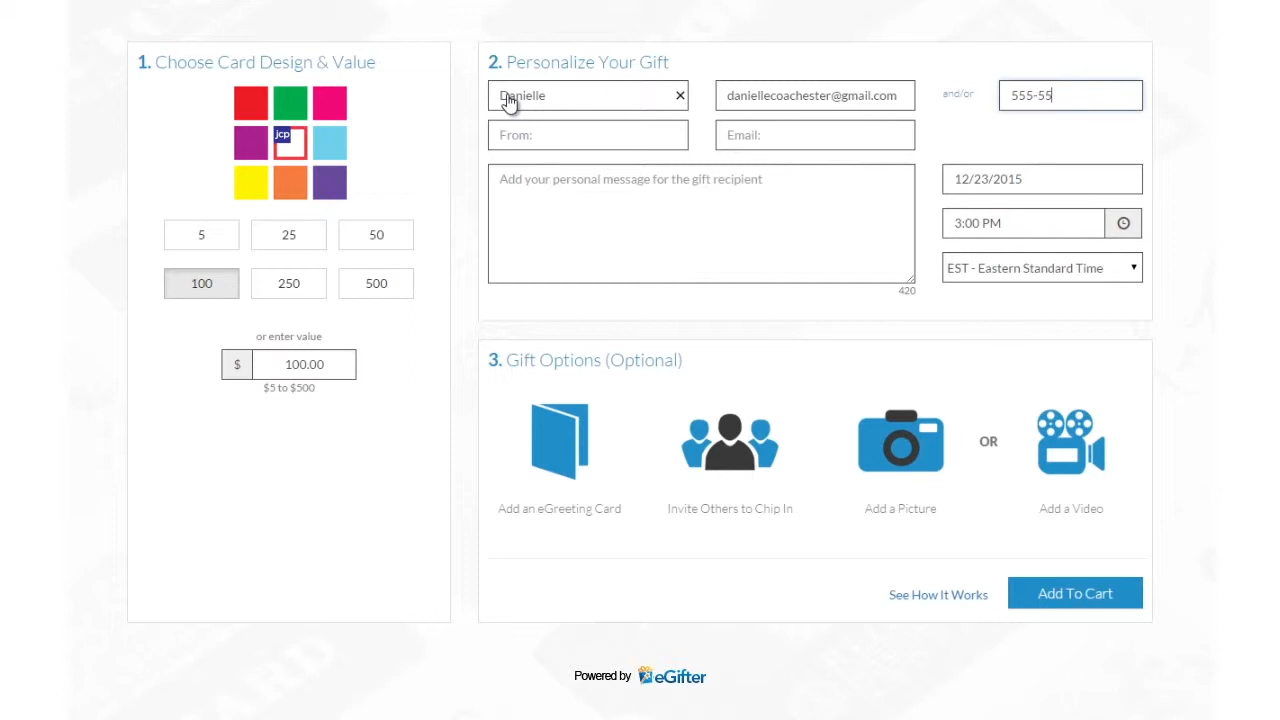 1. Choose Card Design & Value
jcp
5
25
50
100
250
500
or enter value
$
100.00
$5 to $500
2. Personalize Your Gift
Danielle
×
daniellecoachester@gmail.com
and/or
555-55
From:
Email:
Add your personal message for the gift recipient
420
12/23/2015
3:00 PM
EST - Eastern Standard Time
3. Gift Options (Optional)
OR
Add an eGreeting Card
Invite Others to Chip In
Add a Picture
Add a Video
See How It Works
Add To Cart
Powered by eGifter